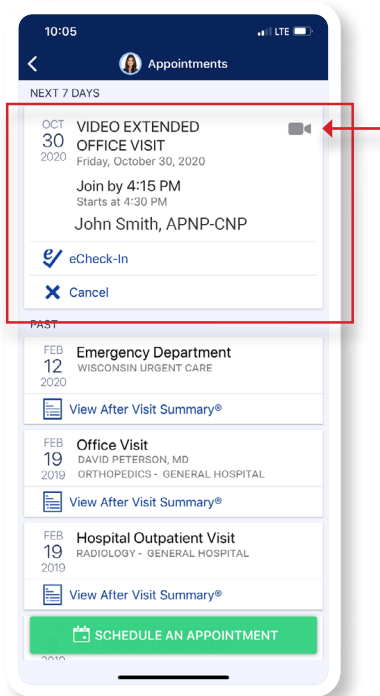 10:05
LTE
Appointments
NEXT 7 DAYS
OCT
30
2020
VIDEO EXTENDED
OFFICE VISIT
Friday, October 30, 2020
Join by 4:15 PM
Starts at 4:30 PM
John Smith, APNP-CNP
eCheck-In
Cancel
PAST
FEB
12
2020
Emergency Department
WISCONSIN URGENT CARE
View After Visit Summary®
FEB
19
2019
Office Visit
DAVID PETERSON, MD
ORTHOPEDICS - GENERAL HOSPITAL
View After Visit Summary®
FEB
19
2019
Hospital Outpatient Visit
RADIOLOGY - GENERAL HOSPITAL
View After Visit Summary®
SCHEDULE AN APPOINTMENT